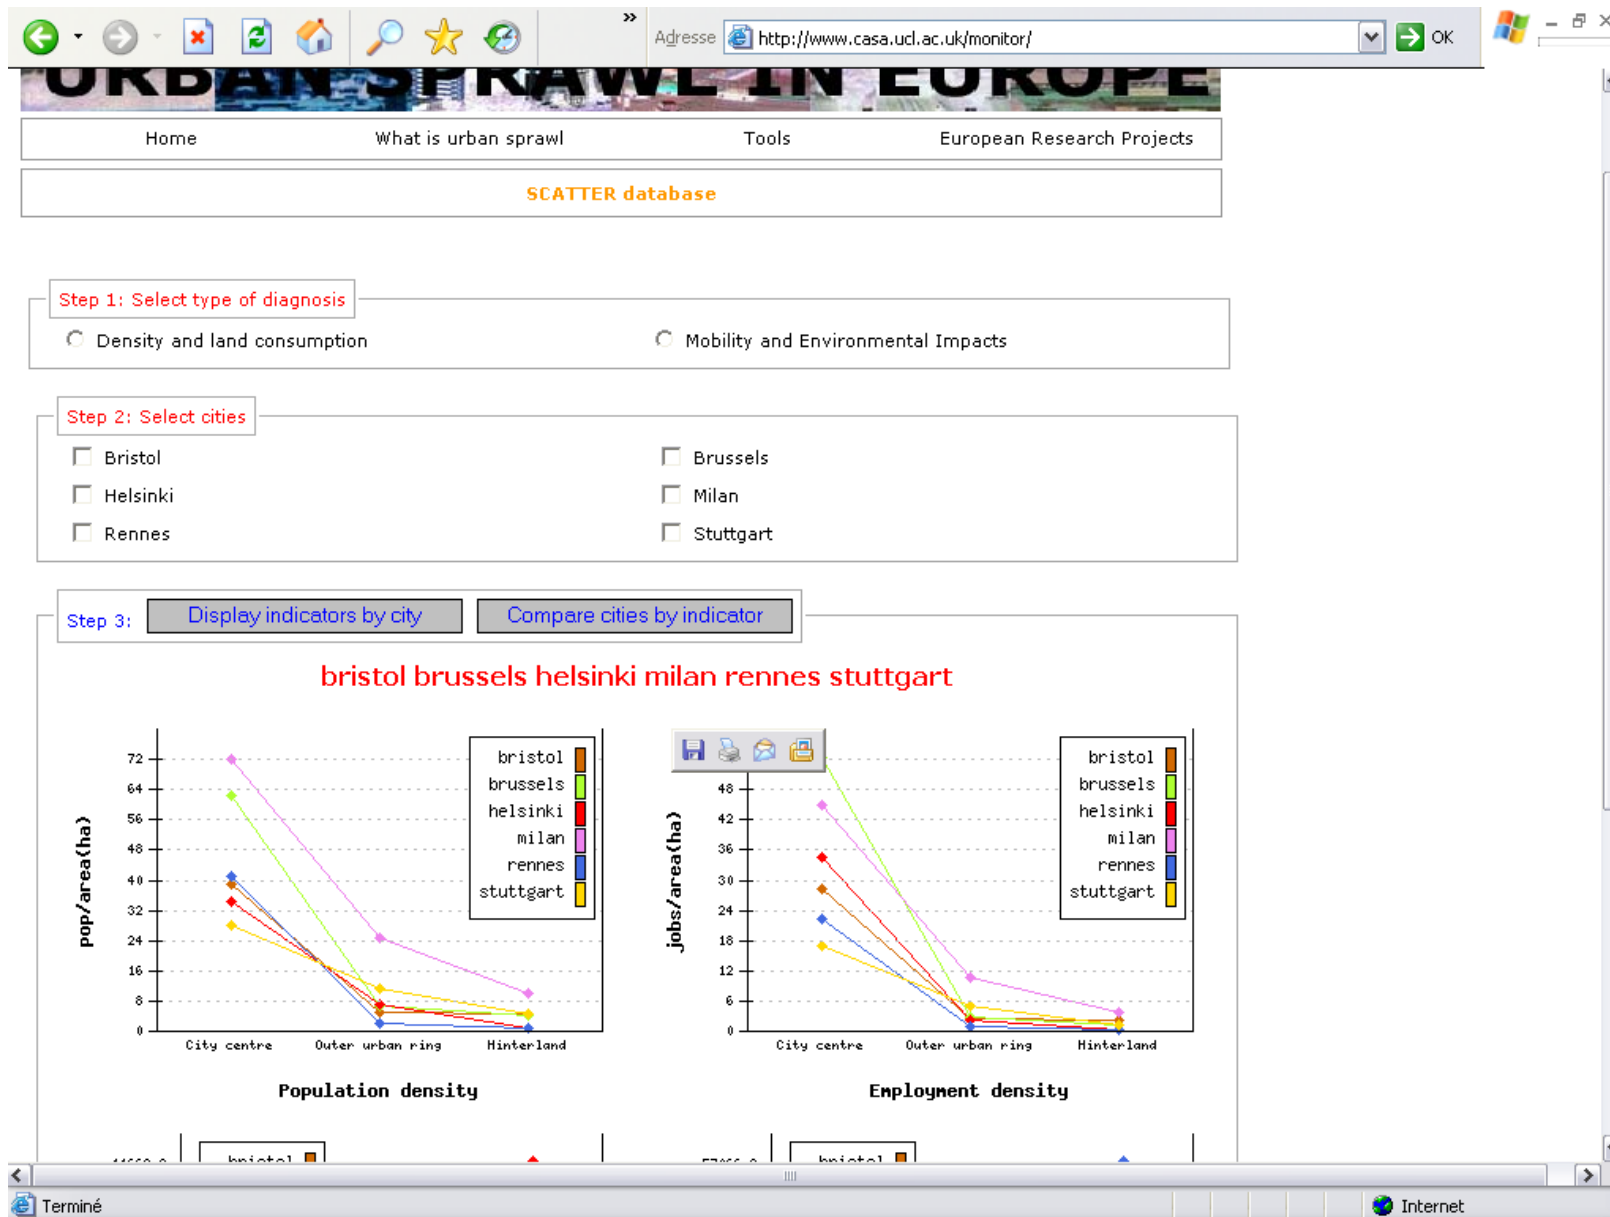 »
Adresse http://www.casa.ucl.ac.uk/monitor/ OK
URBAN SPRAWL IN EUROPE
Home What is urban sprawl Tools European Research Projects
SCATTER database
Step 1: Select type of diagnosis
Density and land consumption Mobility and Environmental Impacts
Step 2: Select cities
Bristol Brussels
Helsinki Milan
Rennes Stuttgart
Step 3: Display indicators by city Compare cities by indicator
bristol brussels helsinki milan rennes stuttgart
pop/area(ha)
72
64
56
48
40
32
24
16
8
0
bristol
brussels
helsinki
milan
rennes
stuttgart
City centre Outer urban ring Hinterland
Population density
jobs/area(ha)
48
42
36
30
24
18
12
6
0
bristol
brussels
helsinki
milan
rennes
stuttgart
City centre Outer urban ring Hinterland
Employment density
bristol bristol
Terminé Internet